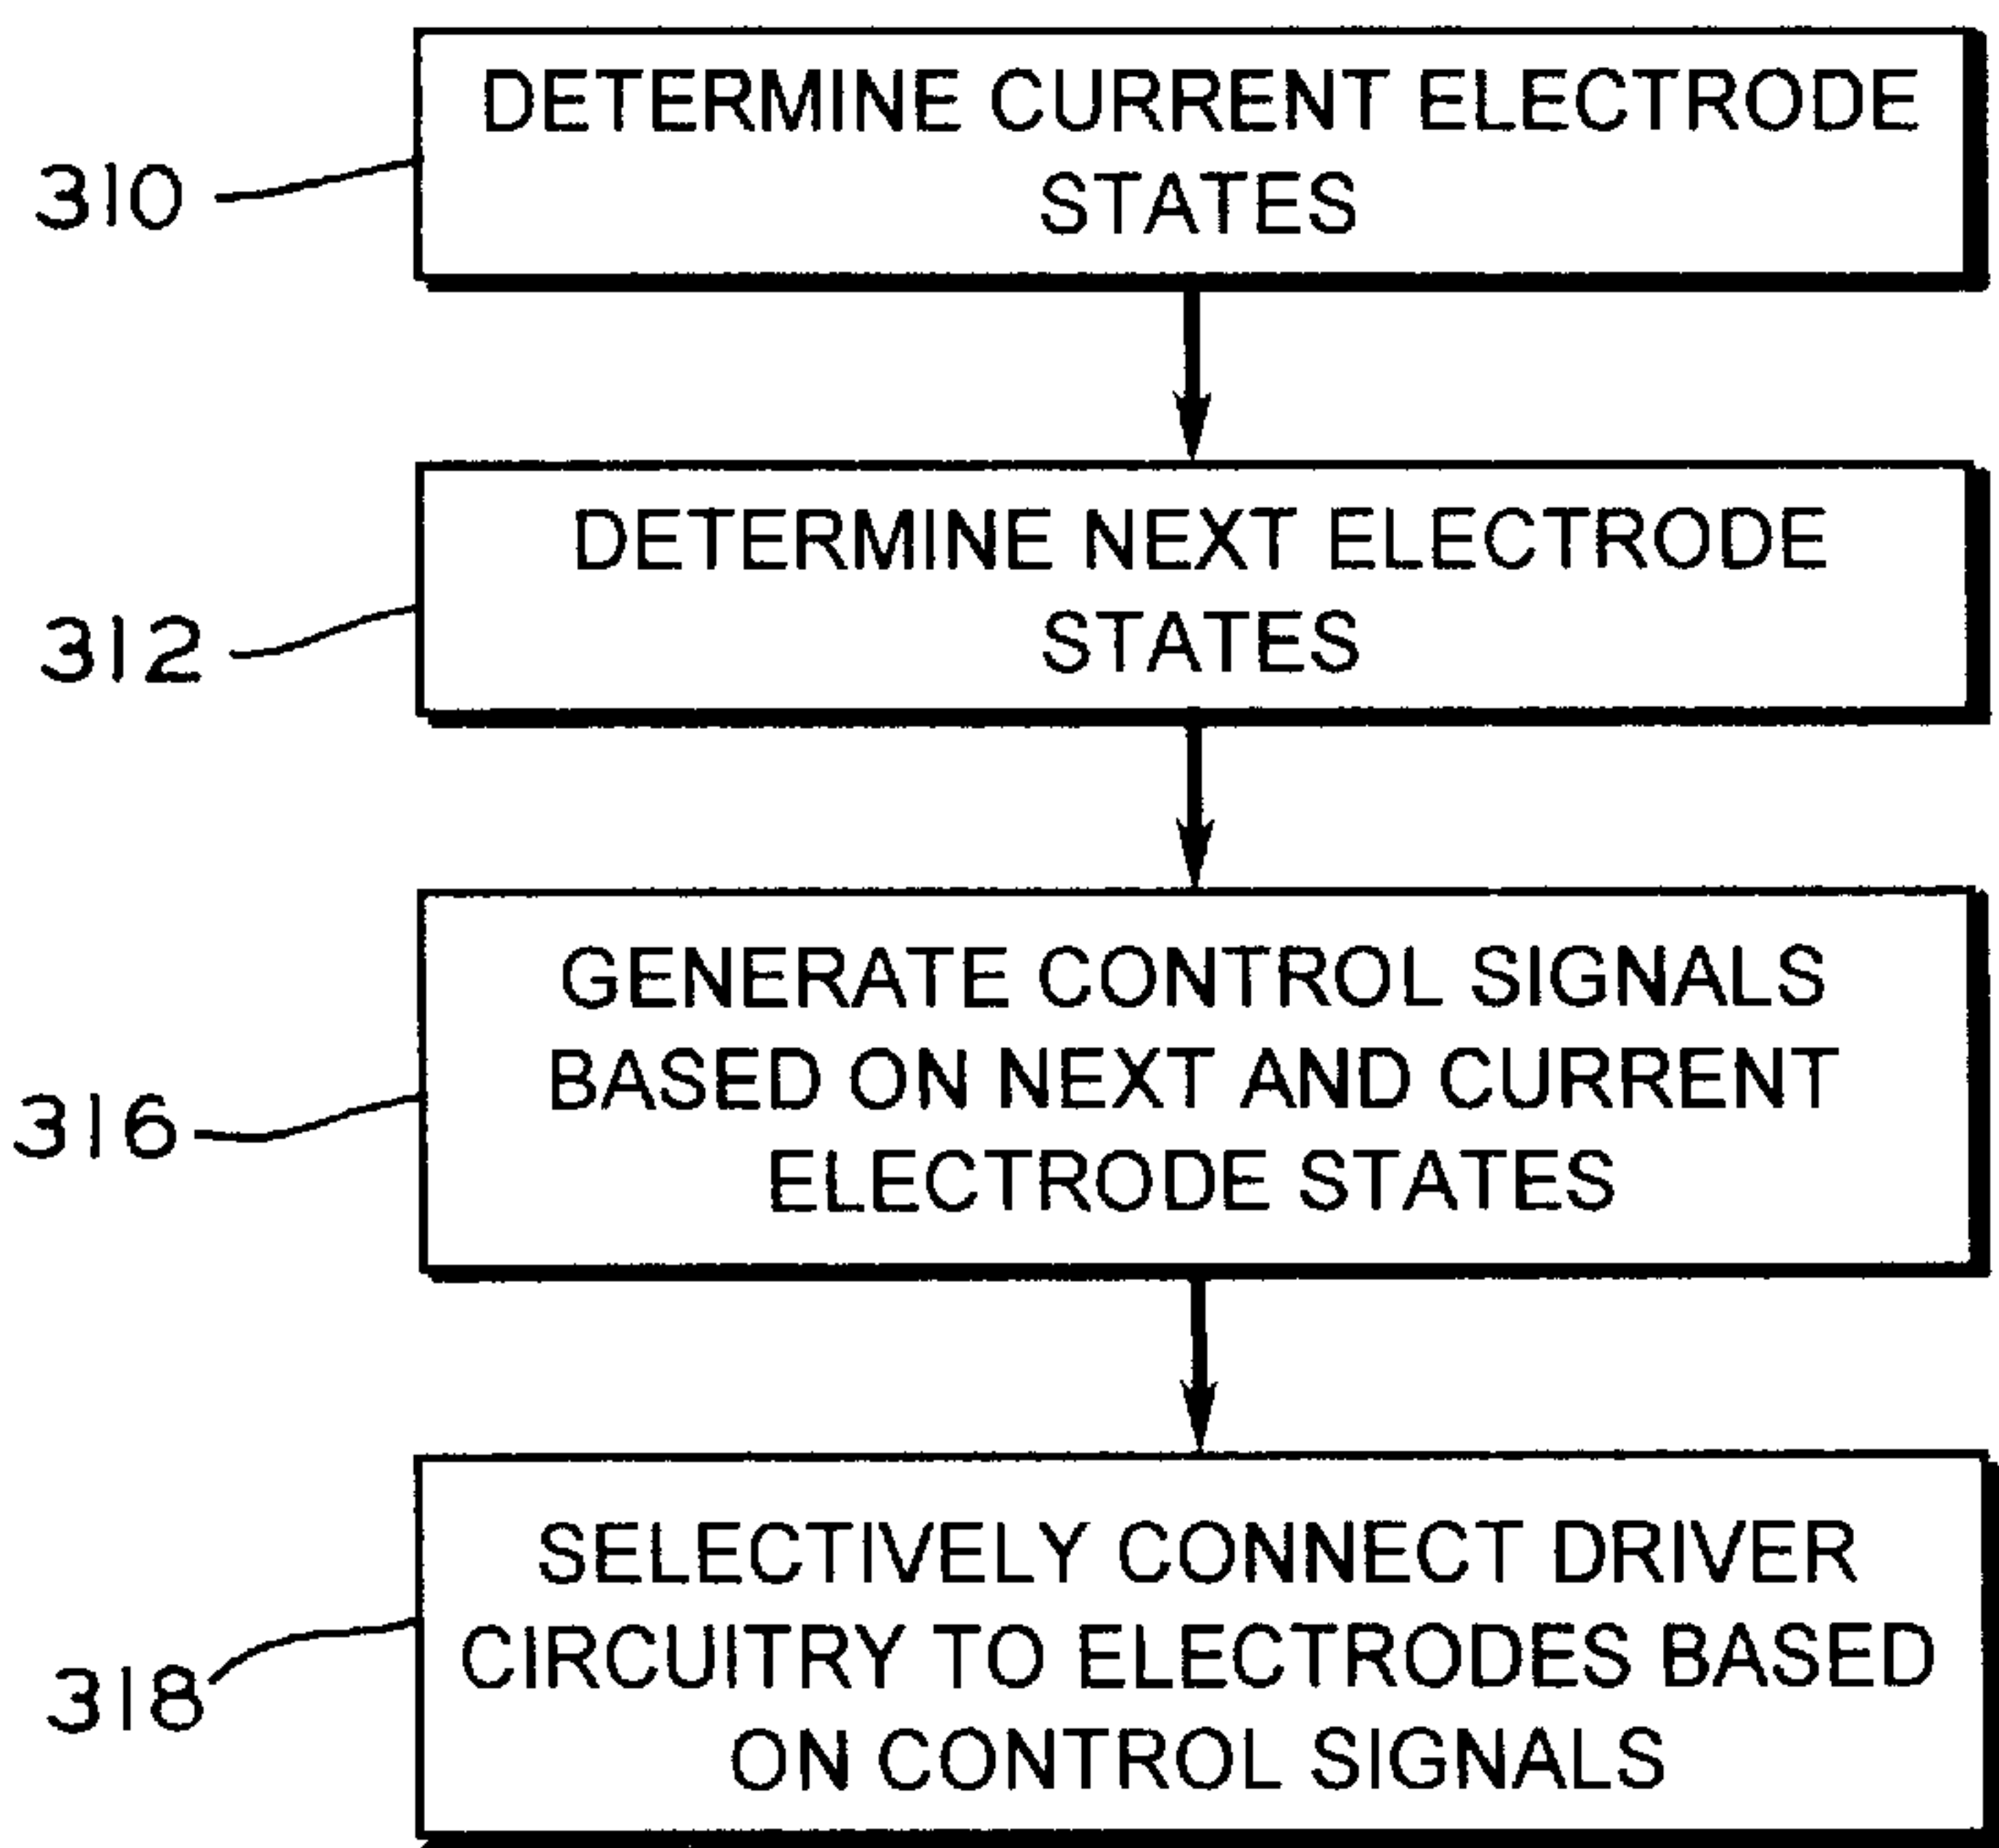 DETERMINE CURRENT ELECTRODE
STATES
310
DETERMINE NEXT ELECTRODE
STATES
312
GENERATE CONTROL SIGNALS
BASED ON NEXT AND CURRENT
ELECTRODE STATES
316
SELECTIVELY CONNECT DRIVER
CIRCUITRY TO ELECTRODES BASED
ON CONTROL SIGNALS
318